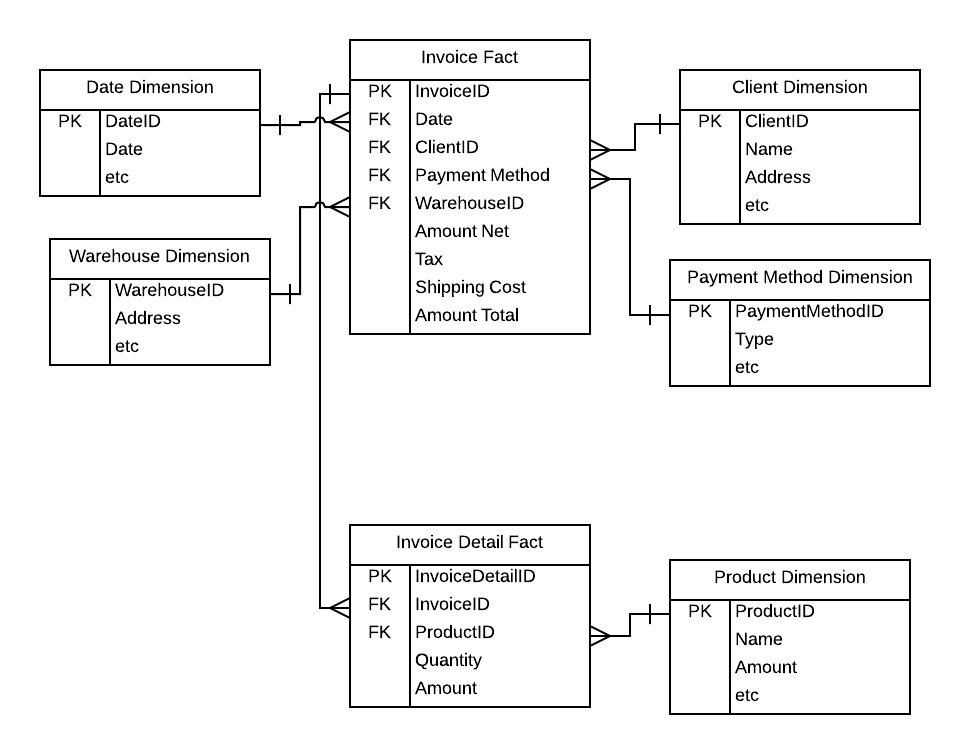 Invoice Fact
PK InvoiceID
FK Date
FK ClientID
FK Payment Method
FK WarehouseID
Amount Net
Tax
Shipping Cost
Amount Total
Date Dimension
PK DateID
Date
etc
Client Dimension
PK ClientID
Name
Address
etc
Warehouse Dimension
PK WarehouseID
Address
etc
Payment Method Dimension
PK PaymentMethodID
Type
etc
Invoice Detail Fact
PK InvoiceDetailID
FK InvoiceID
FK ProductID
Quantity
Amount
Product Dimension
PK ProductID
Name
Amount
etc